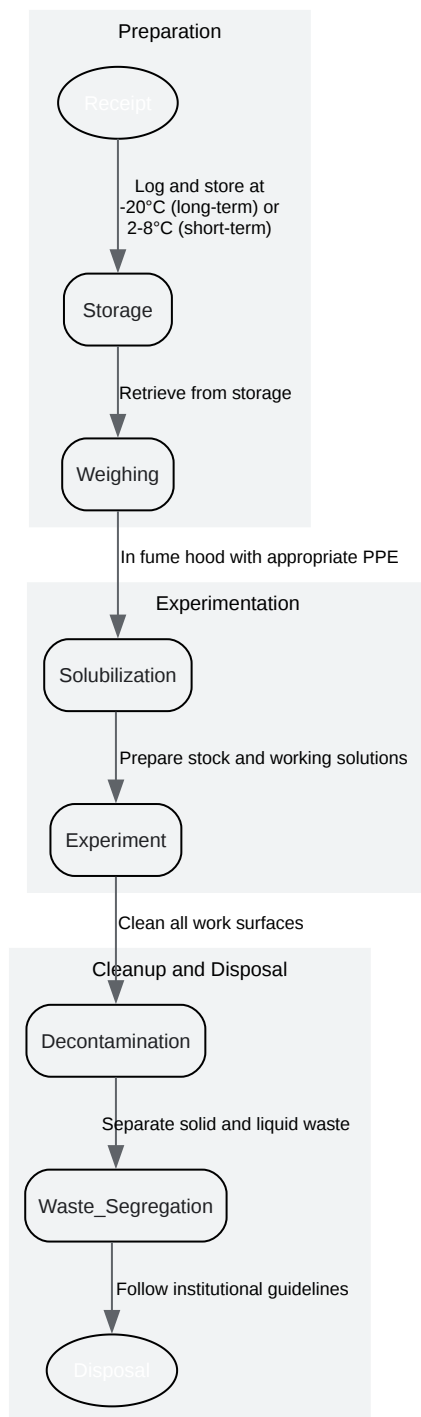 Preparation
Receipt
Log and store at
-20°C (long-term) or
2-8°C (short-term)
Storage
Retrieve from storage
Weighing
In fume hood with appropriate PPE
Experimentation
Solubilization
Prepare stock and working solutions
Experiment
Clean all work surfaces
Cleanup and Disposal
Decontamination
Separate solid and liquid waste
Waste_Segregation
Follow institutional guidelines
Disposal